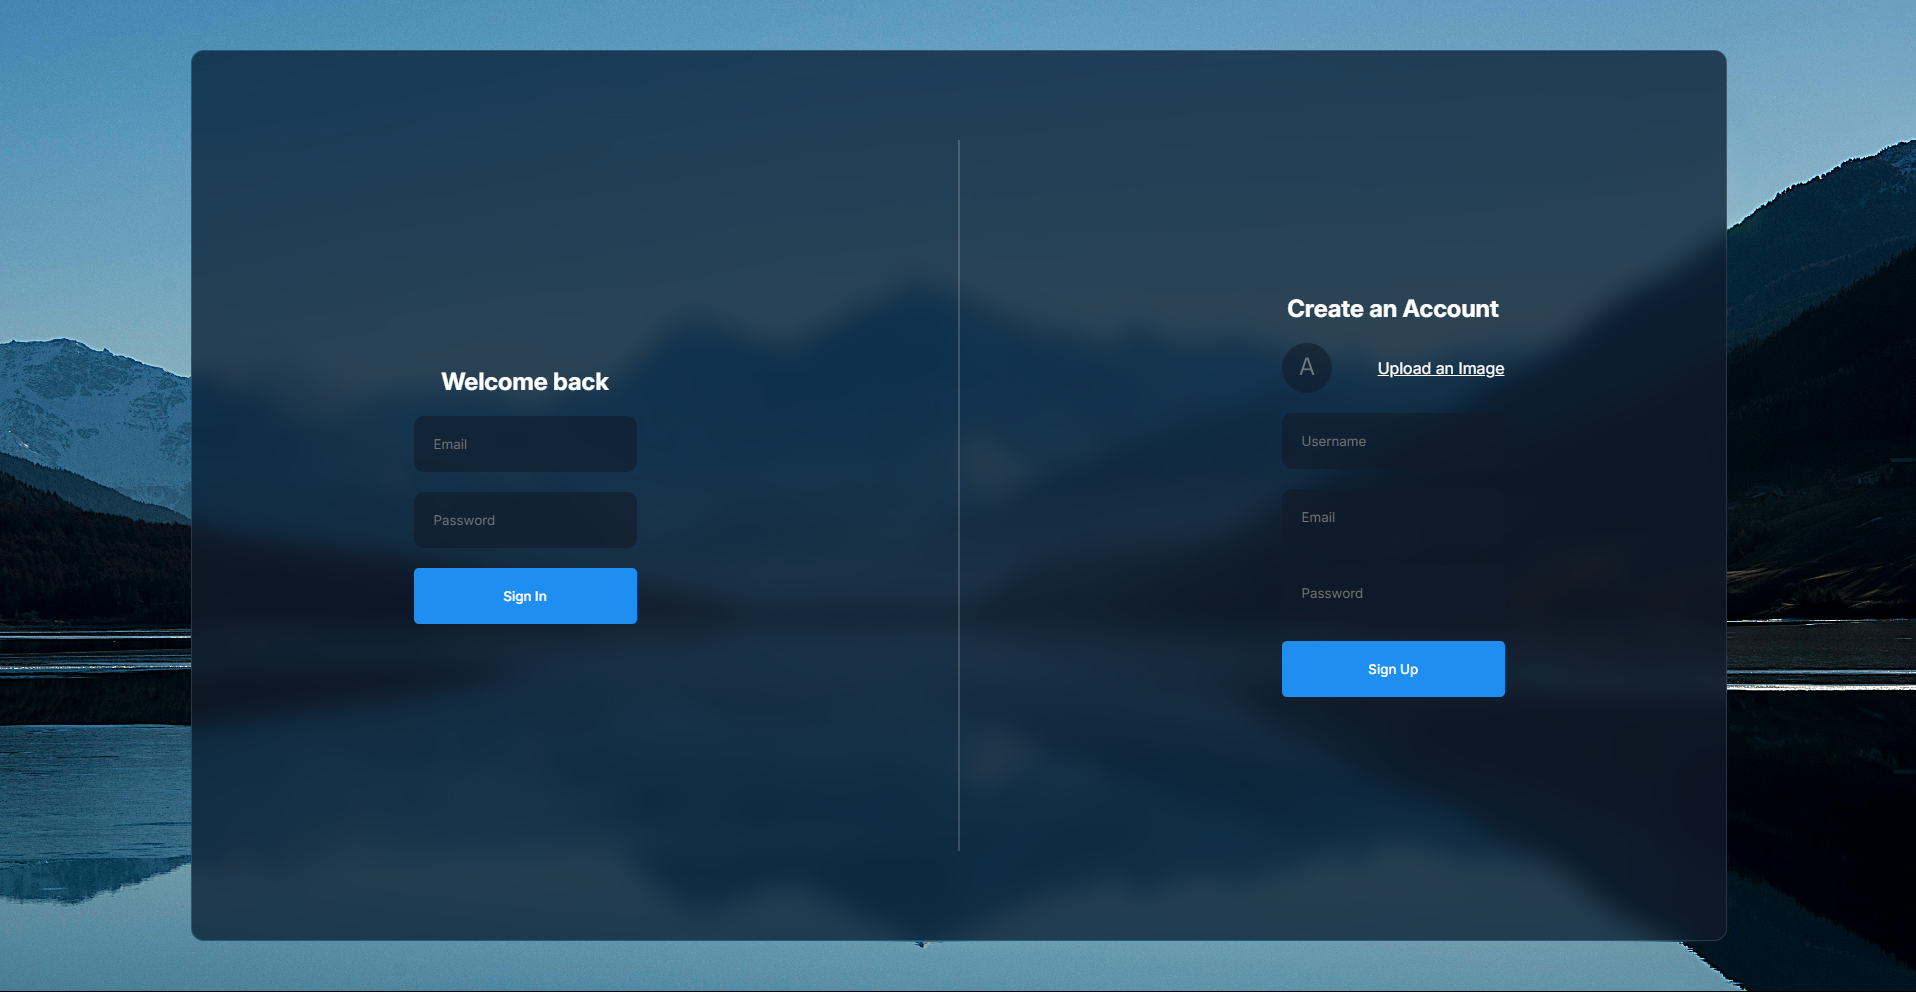 Welcome back
Email
Password
Sign In
Create an Account
A
Upload an Image
Username
Email
Password
Sign Up